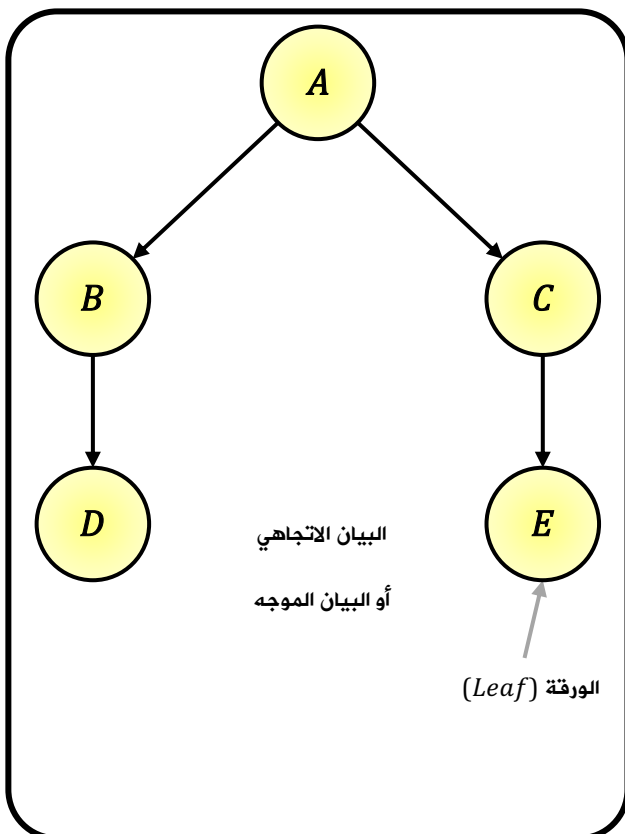 A
B C
D E
البيان الاتجاهي
أو البيان الموجه
الورقة (Leaf)